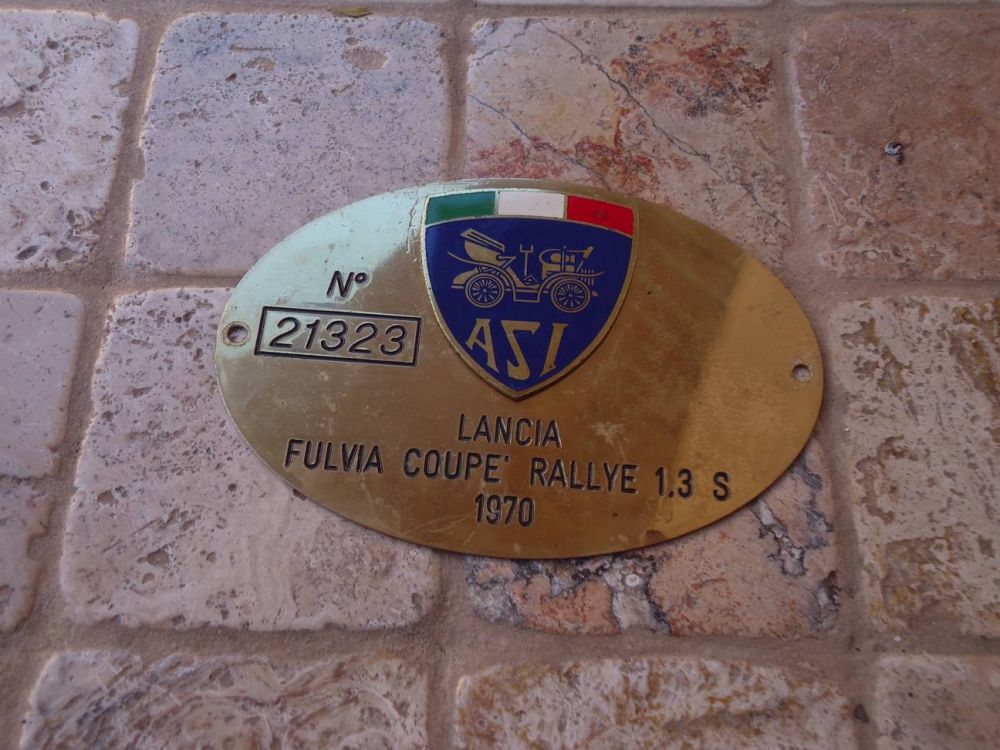 ASI
N°
21323
LANCIA
FULVIA COUPE' RALLYE 1.3 S
1970